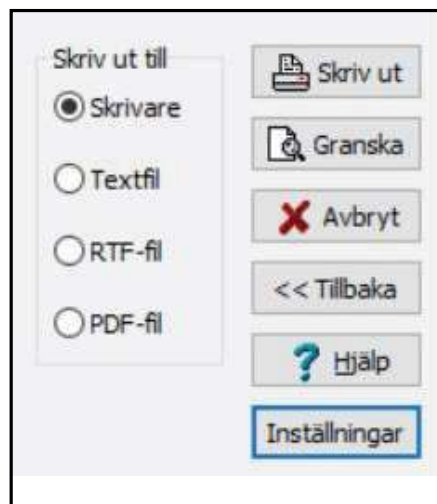 Skriv ut till
Skrivare
Textfil
RTF-fil
PDF-fil
Skriv ut
Granska
Avbryt
<< Tillbaka
Hjälp
Inställningar